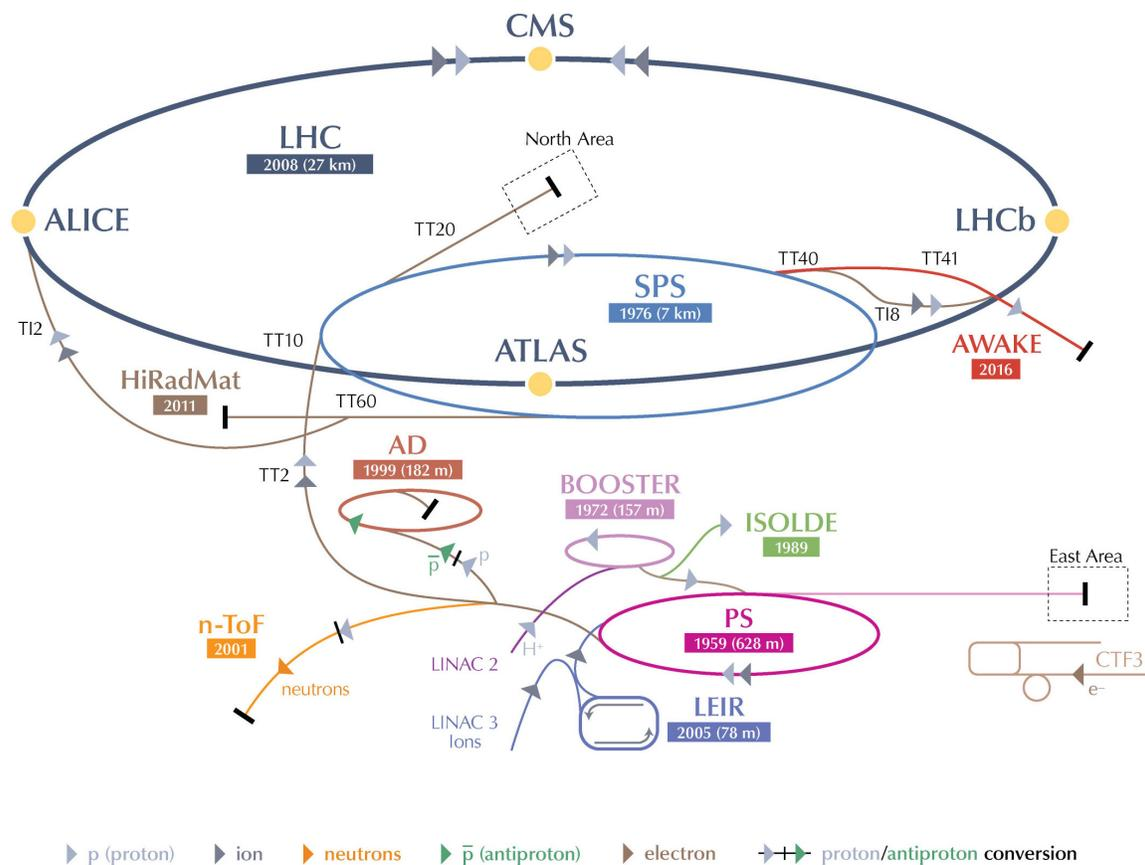 CMS
LHC
2008 (27 km)
North Area
ALICE
LHCb
TT20
TT40
TT41
SPS
1976 (7 km)
TI8
TI2
TT10
ATLAS
AWAKE
2016
HiRadMat
2011
TT60
AD
1999 (182 m)
TT2
BOOSTER
1972 (157 m)
ISOLDE
1989
p̅
p
East Area
n-ToF
2001
PS
1959 (628 m)
H⁺
LINAC 2
neutrons
CTF3
e⁻
LINAC 3
Ions
LEIR
2005 (78 m)
p (proton)
ion
neutrons
p̅ (antiproton)
electron
proton/antiproton conversion